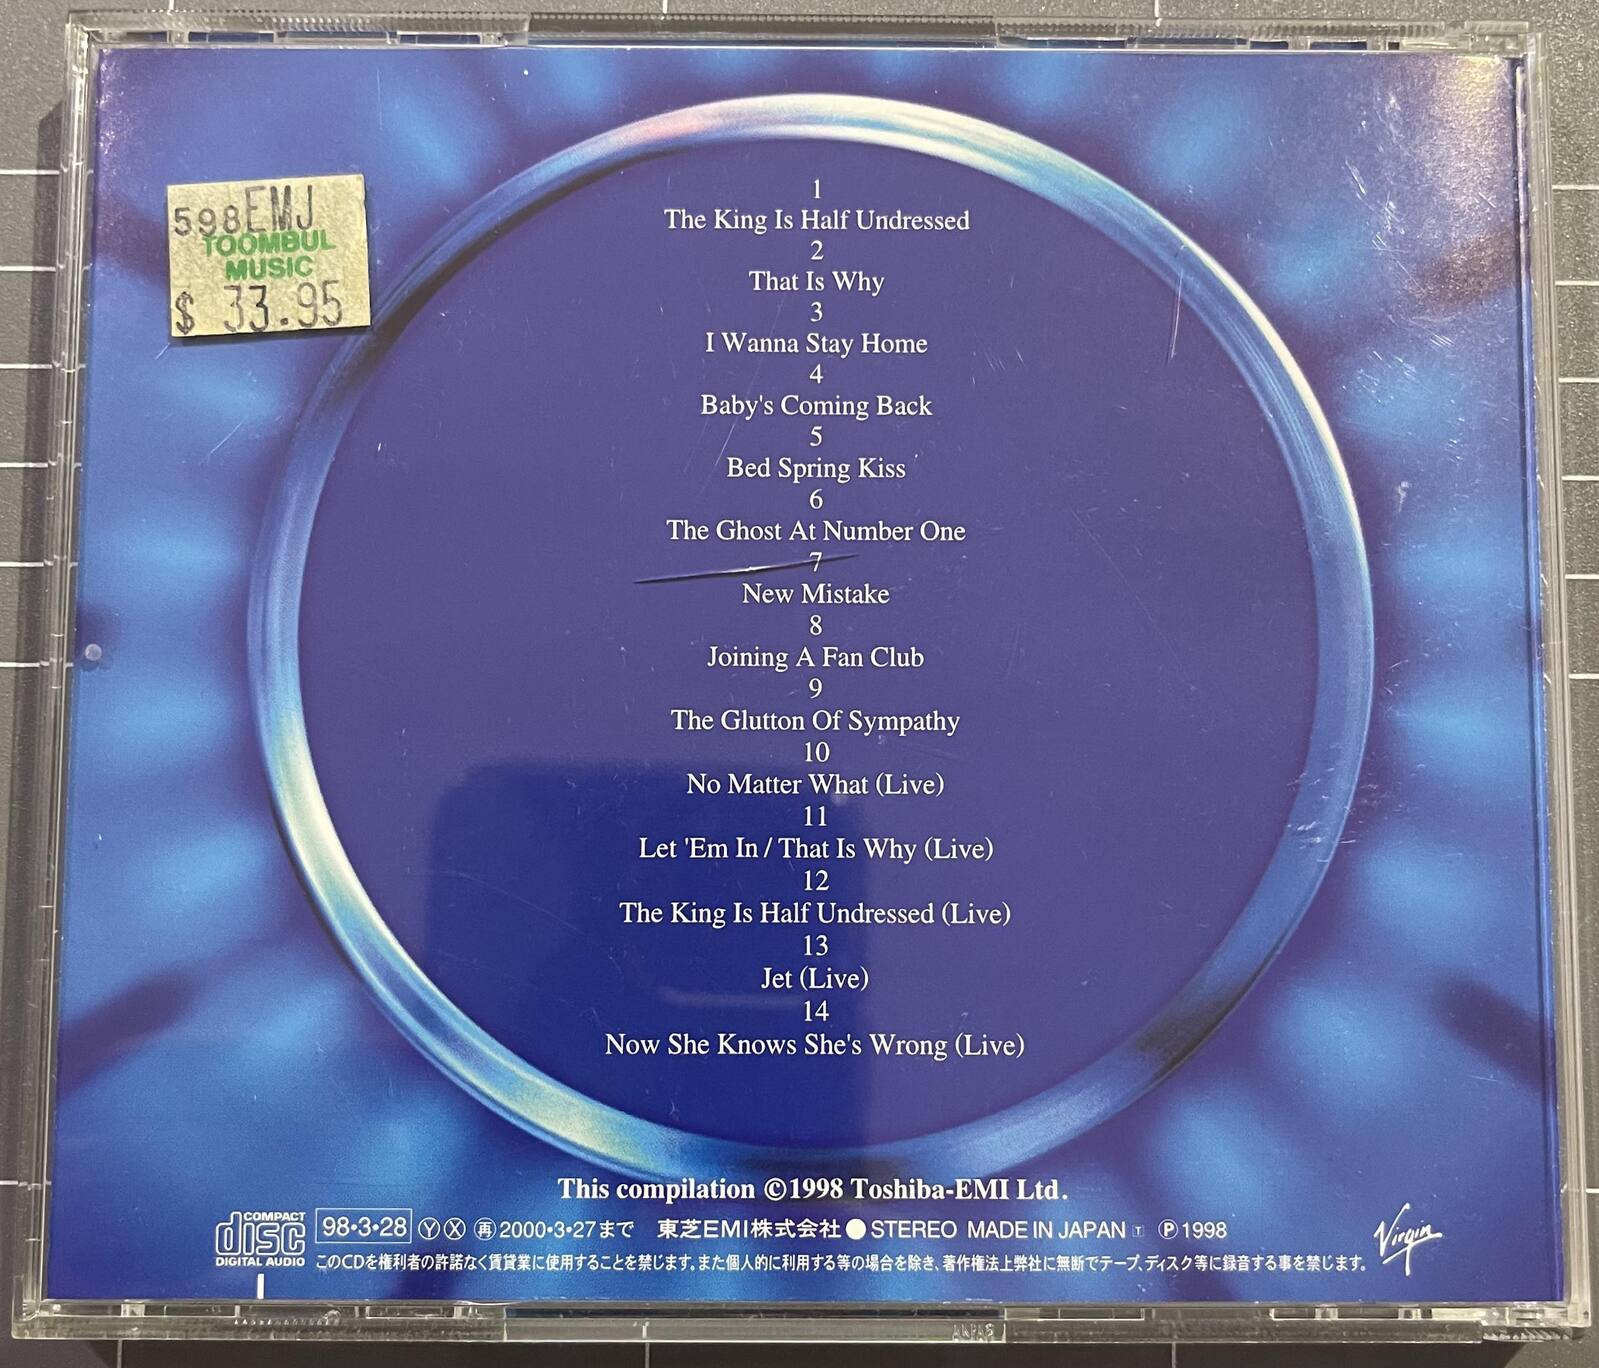 598EMJ
TOOMBUL
MUSIC
$ 33.95
1
The King Is Half Undressed
2
That Is Why
3
I Wanna Stay Home
4
Baby's Coming Back
5
Bed Spring Kiss
6
The Ghost At Number One
7
New Mistake
8
Joining A Fan Club
9
The Glutton Of Sympathy
10
No Matter What (Live)
11
Let 'Em In / That Is Why (Live)
12
The King Is Half Undressed (Live)
13
Jet (Live)
14
Now She Knows She's Wrong (Live)
This compilation ©1998 Toshiba-EMI Ltd.
COMPACT
disc
DIGITAL AUDIO
98•3•28 Ⓨ Ⓧ ㊢ 2000•3•27まで 東芝EMI株式会社 ● STEREO MADE IN JAPAN T Ⓟ 1998
このCDを権利者の許諾なく賃貸業に使用することを禁じます。また個人的に利用する等の場合を除き、著作権法上弊社に無断でテープ、ディスク等に録音する事を禁じます。
Virgin